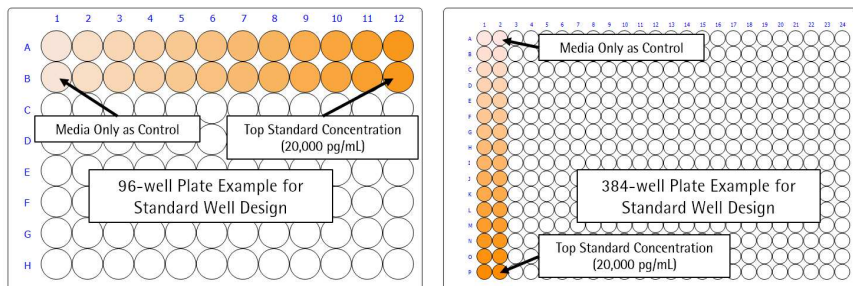 1 2 3 4 5 6 7 8 9 10 11 12
A
B
C
D
E
F
G
H
Media Only as Control
Top Standard Concentration
(20,000 pg/mL)
96-well Plate Example for
Standard Well Design
1 2 3 4 5 6 7 8 9 10 11 12 13 14 15 16 17 18 19 20 21 22 23 24
A
B
C
D
E
F
G
H
I
J
K
L
M
N
O
P
Media Only as Control
384-well Plate Example for
Standard Well Design
Top Standard Concentration
(20,000 pg/mL)